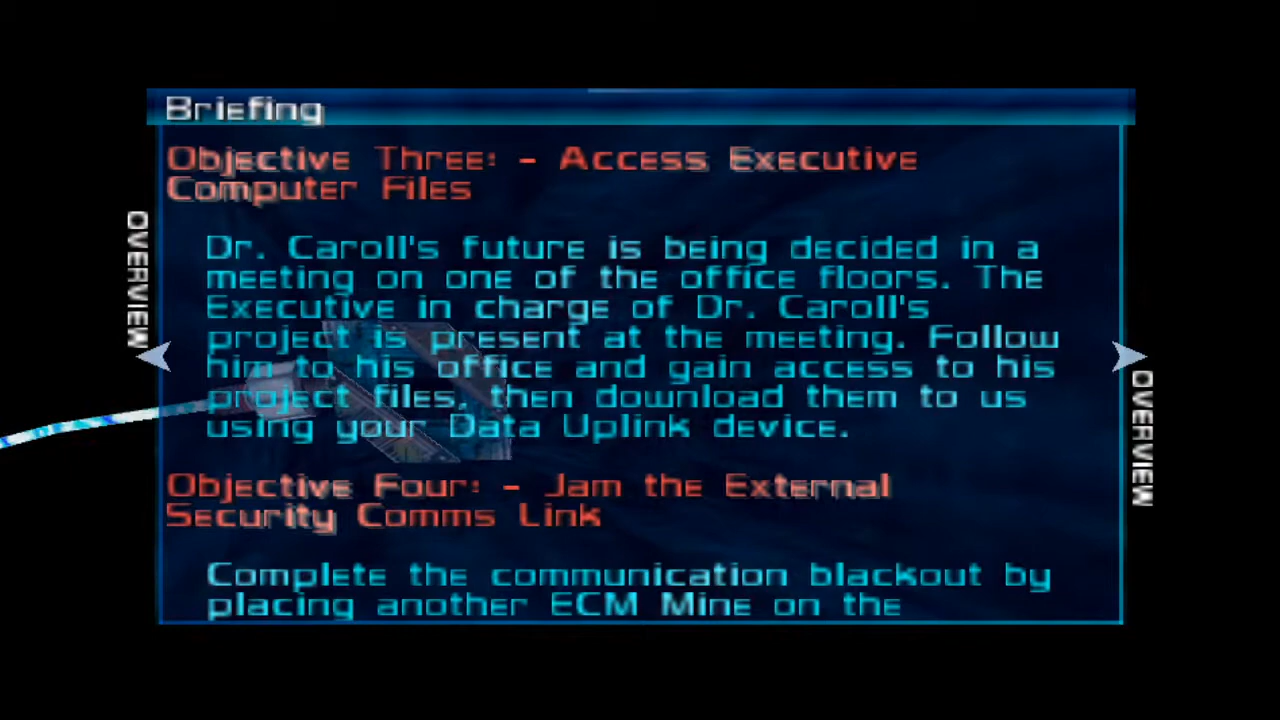 Briefing
Objective Three: - Access Executive
Computer Files
Dr. Caroll's future is being decided in a
meeting on one of the office floors. The
Executive in charge of Dr. Caroll's
project is present at the meeting. Follow
him to his office and gain access to his
project files, then download them to us
using your Data Uplink device.
Objective Four: - Jam the External
Security Comms Link
Complete the communication blackout by
placing another ECM Mine on the
OVERVIEW
OVERVIEW